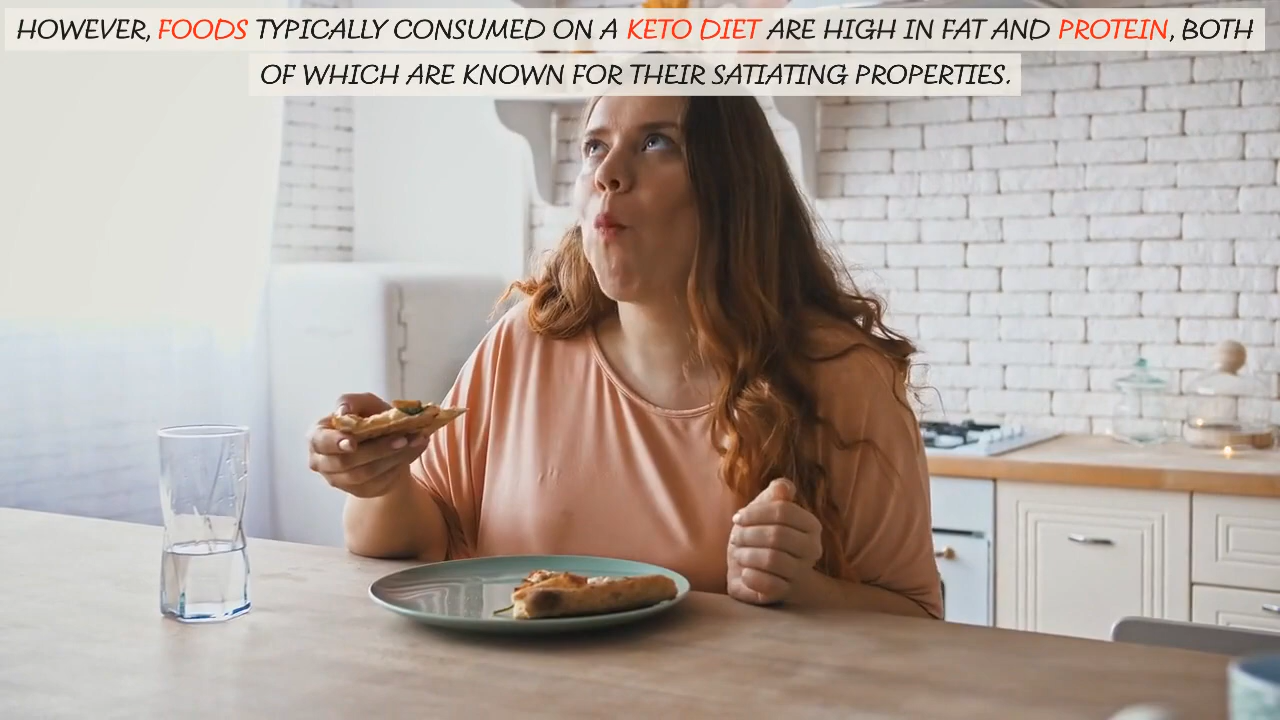 HOWEVER, FOODS TYPICALLY CONSUMED ON A KETO DIET ARE HIGH IN FAT AND PROTEIN, BOTH
OF WHICH ARE KNOWN FOR THEIR SATIATING PROPERTIES.